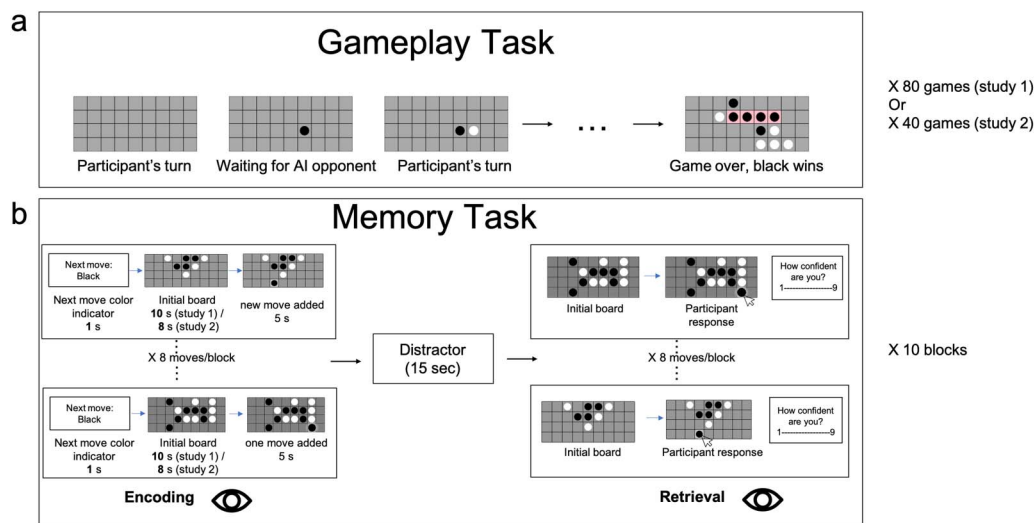 a
Gameplay Task
Participant's turn
Waiting for AI opponent
Participant's turn
...
Game over, black wins
X 80 games (study 1)
Or
X 40 games (study 2)
b
Memory Task
Next move:
Black
Next move color
indicator
1 s
Initial board
10 s (study 1) /
8 s (study 2)
new move added
5 s
X 8 moves/block
Next move:
Black
Next move color
indicator
1 s
Initial board
10 s (study 1) /
8 s (study 2)
one move added
5 s
Encoding
Distractor
(15 sec)
Initial board
Participant
response
How confident
are you?
1-----------------9
X 8 moves/block
Initial board
Participant response
How confident
are you?
1-----------------9
Retrieval
X 10 blocks